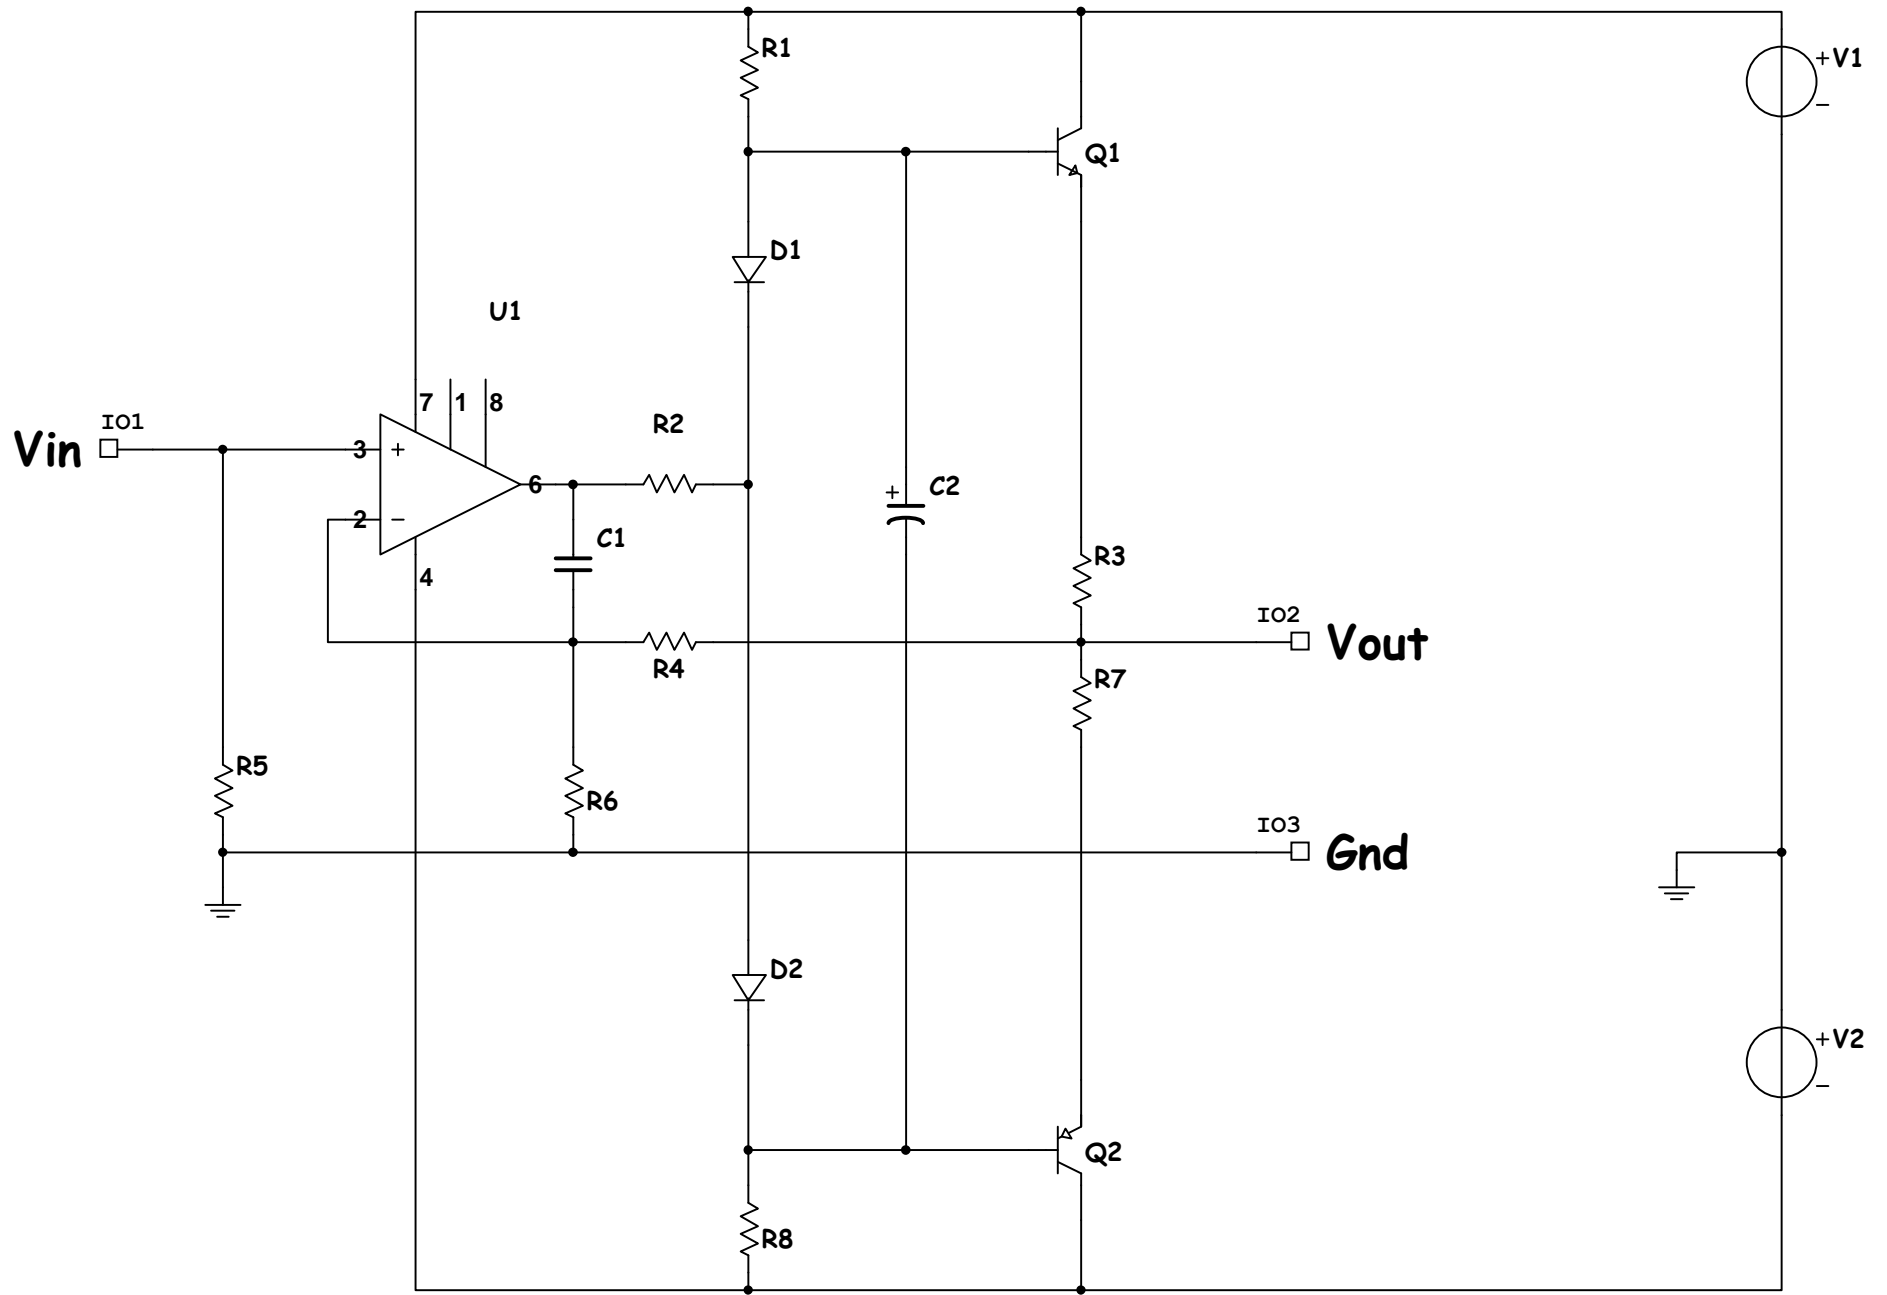 R1
+V1
−
Q1
D1
U1
7 1 8
IO1
Vin
3 +
R2
6
2 −
+ C2
C1
4
R3
IO2
Vout
R4
R7
R5
R6
IO3
Gnd
D2
+V2
−
Q2
R8